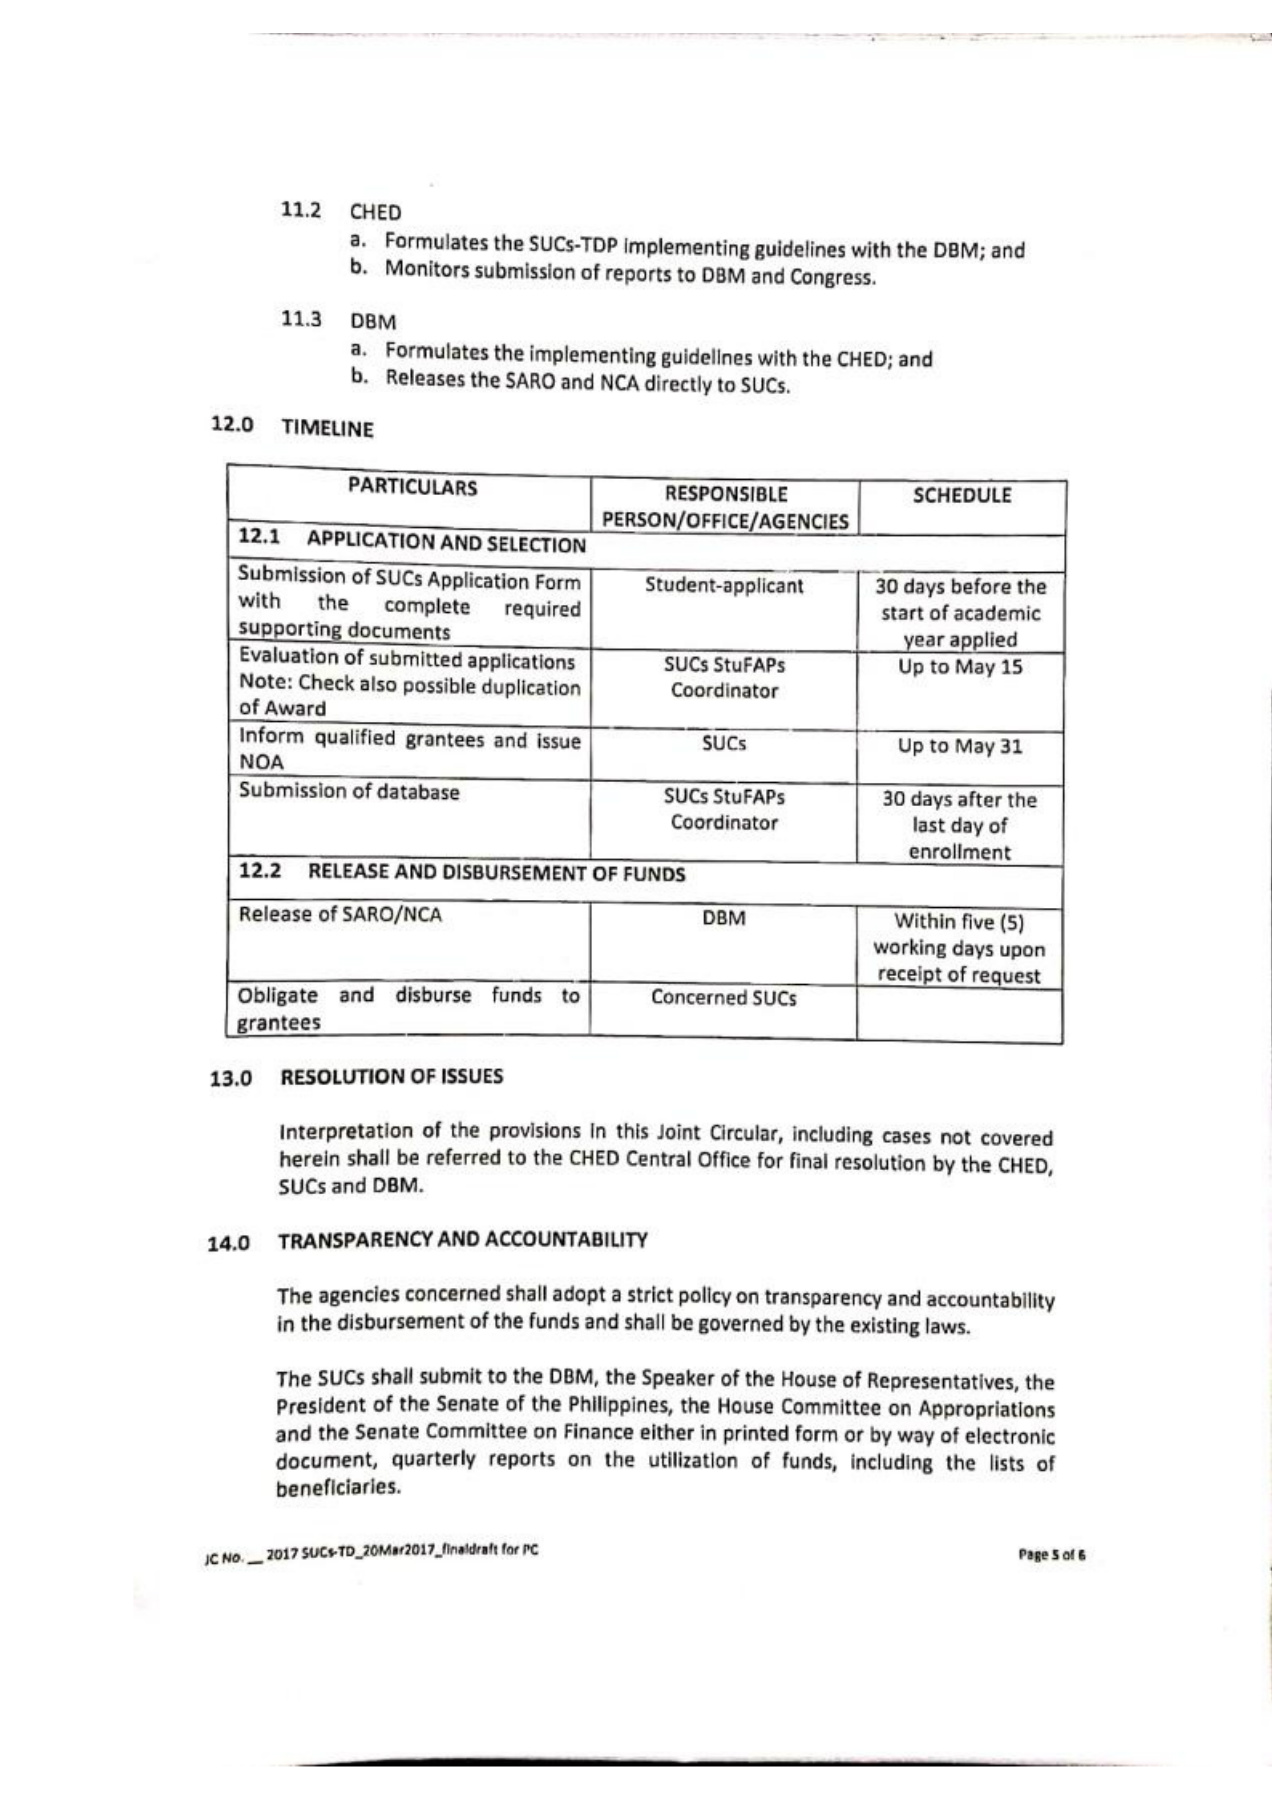 11.2 CHED
a. Formulates the SUCs-TDP implementing guidelines with the DBM; and
b. Monitors submission of reports to DBM and Congress.
11.3 DBM
a. Formulates the implementing guidelines with the CHED; and
b. Releases the SARO and NCA directly to SUCs.
12.0 TIMELINE
PARTICULARS
RESPONSIBLE
PERSON/OFFICE/AGENCIES
SCHEDULE
12.1 APPLICATION AND SELECTION
Submission of SUCs Application Form
with the complete required
supporting documents
Student-applicant
30 days before the
start of academic
year applied
Evaluation of submitted applications
Note: Check also possible duplication
of Award
SUCs StuFAPs
Coordinator
Up to May 15
Inform qualified grantees and issue
NOA
SUCs
Up to May 31
Submission of database
SUCs StuFAPs
Coordinator
30 days after the
last day of
enrollment
12.2 RELEASE AND DISBURSEMENT OF FUNDS
Release of SARO/NCA
DBM
Within five (5)
working days upon
receipt of request
Obligate and disburse funds to
grantees
Concerned SUCs
13.0 RESOLUTION OF ISSUES
Interpretation of the provisions in this Joint Circular, including cases not covered
herein shall be referred to the CHED Central Office for final resolution by the CHED,
SUCs and DBM.
14.0 TRANSPARENCY AND ACCOUNTABILITY
The agencies concerned shall adopt a strict policy on transparency and accountability
in the disbursement of the funds and shall be governed by the existing laws.
The SUCs shall submit to the DBM, the Speaker of the House of Representatives, the
President of the Senate of the Philippines, the House Committee on Appropriations
and the Senate Committee on Finance either in printed form or by way of electronic
document, quarterly reports on the utilization of funds, including the lists of
beneficiaries.
JC No. __ 2017 SUCs-TD_20Mar2017_finaldraft for PC
Page 5 of 6